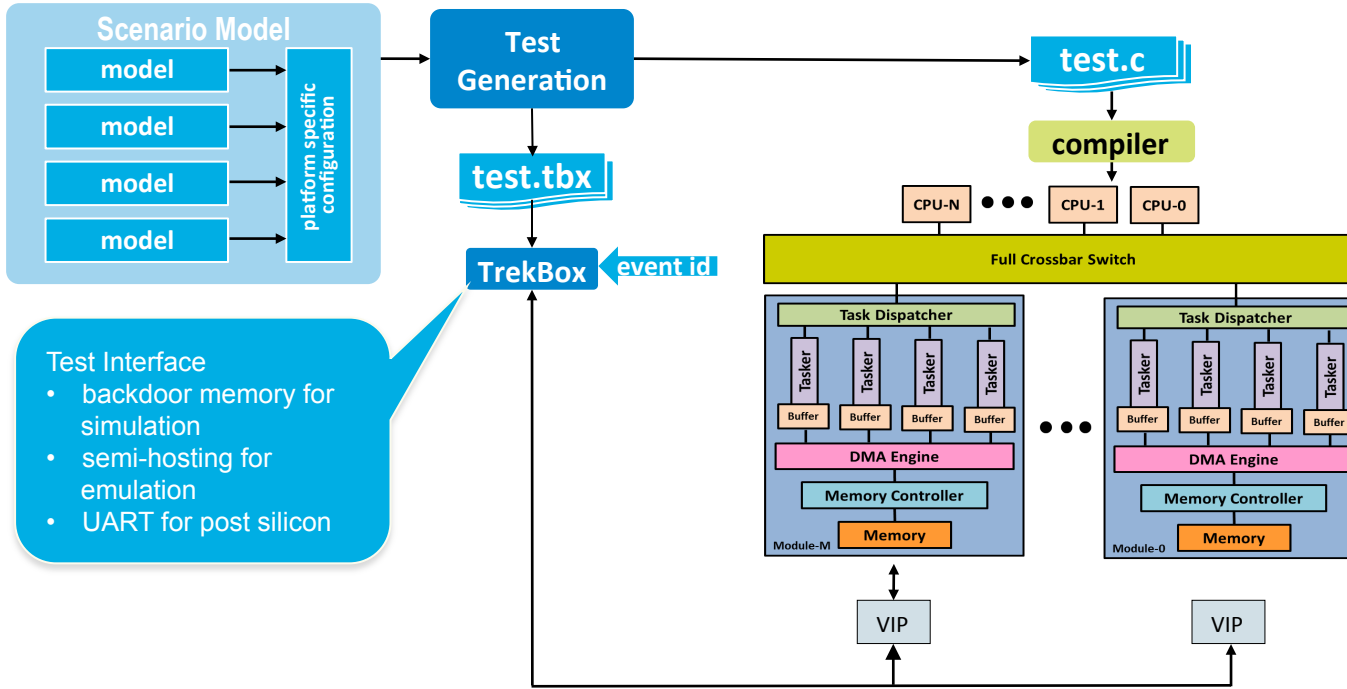 Scenario Model
model
model
model
model
platform specific
configuration
Test
Generation
test.tbx
TrekBox
event id
Test Interface
• backdoor memory for
simulation
• semi-hosting for
emulation
• UART for post silicon
test.c
compiler
CPU-N
CPU-1
CPU-0
Full Crossbar Switch
Task Dispatcher
Tasker
Tasker
Tasker
Tasker
Buffer
Buffer
Buffer
Buffer
DMA Engine
Memory Controller
Memory
Module-M
Task Dispatcher
Tasker
Tasker
Tasker
Tasker
Buffer
Buffer
Buffer
Buffer
DMA Engine
Memory Controller
Memory
Module-0
VIP
VIP